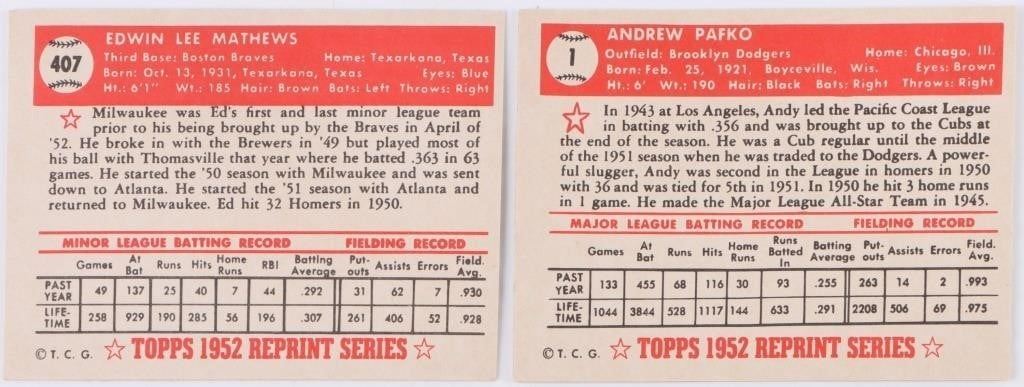 407
EDWIN LEE MATHEWS
Third Base: Boston Braves Home: Texarkana, Texas
Born: Oct. 13, 1931, Texarkana, Texas Eyes: Blue
Ht.: 6'1" Wt.: 185 Hair: Brown Bats: Left Throws: Right
Milwaukee was Ed's first and last minor league team
prior to his being brought up by the Braves in April of
'52. He broke in with the Brewers in '49 but played most of
his ball with Thomasville that year where he batted .363 in 63
games. He started the '50 season with Milwaukee and was sent
down to Atlanta. He started the '51 season with Atlanta and
returned to Milwaukee. Ed hit 32 Homers in 1950.
MINOR LEAGUE BATTING RECORD FIELDING RECORD
Games At Bat Runs Hits Home Runs RBI Batting Average Put-outs Assists Errors Field. Avg.
PAST YEAR 49 137 25 40 7 44 .292 31 62 7 .930
LIFE-TIME 258 929 190 285 56 196 .307 261 406 52 .928
© T. C. G. TOPPS 1952 REPRINT SERIES
1
ANDREW PAFKO
Outfield: Brooklyn Dodgers Home: Chicago, Ill.
Born: Feb. 25, 1921, Boyceville, Wis. Eyes: Brown
Ht.: 6' Wt.: 190 Hair: Black Bats: Right Throws: Right
In 1943 at Los Angeles, Andy led the Pacific Coast League
in batting with .356 and was brought up to the Cubs at
the end of the season. He was a Cub regular until the middle
of the 1951 season when he was traded to the Dodgers. A power-
ful slugger, Andy was second in the League in homers in 1950
with 36 and was tied for 5th in 1951. In 1950 he hit 3 home runs
in 1 game. He made the Major League All-Star Team in 1945.
MAJOR LEAGUE BATTING RECORD FIELDING RECORD
Games At Bat Runs Hits Home Runs Runs Batted In Batting Average Put-outs Assists Errors Field. Avg.
PAST YEAR 133 455 68 116 30 93 .255 263 14 2 .993
LIFE-TIME 1044 3844 528 1117 144 633 .291 2208 506 69 .975
© T. C. G. TOPPS 1952 REPRINT SERIES